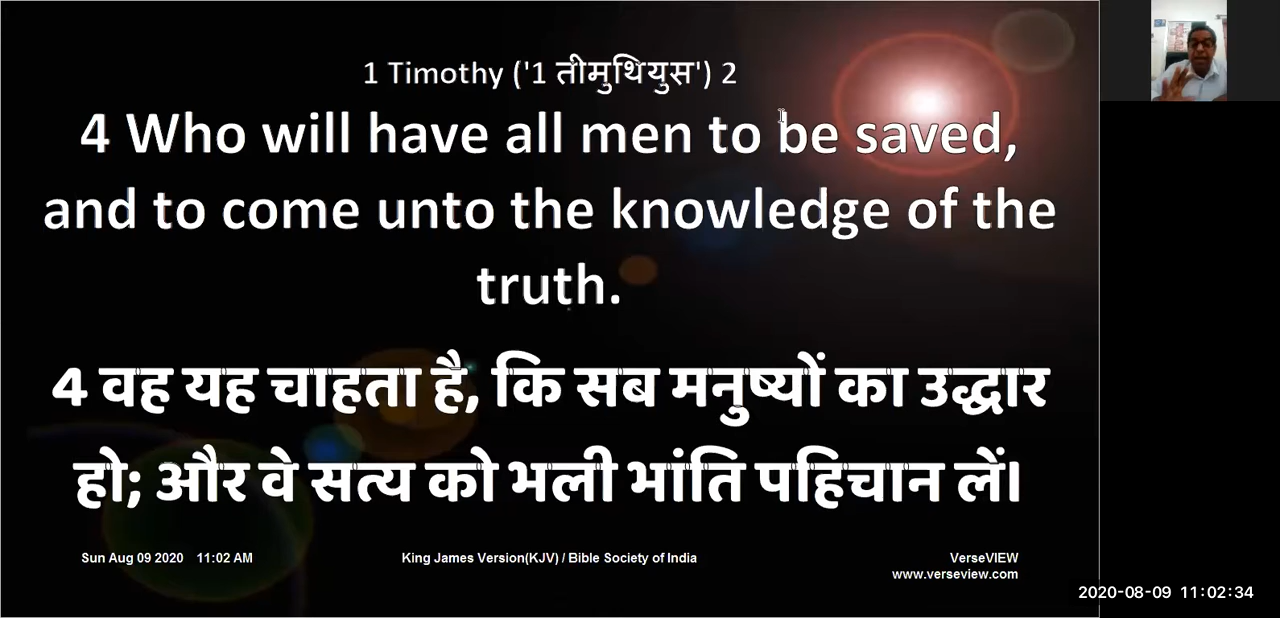 1 Timothy ('1 तीमुथियुस') 2
4 Who will have all men to be saved,
and to come unto the knowledge of the
truth.
4 वह यह चाहता है, कि सब मनुष्यों का उद्धार
हो; और वे सत्य को भली भांति पहिचान लें।
Sun Aug 09 2020 11:02 AM
King James Version(KJV) / Bible Society of India
VerseVIEW
www.verseview.com
2020-08-09 11:02:34